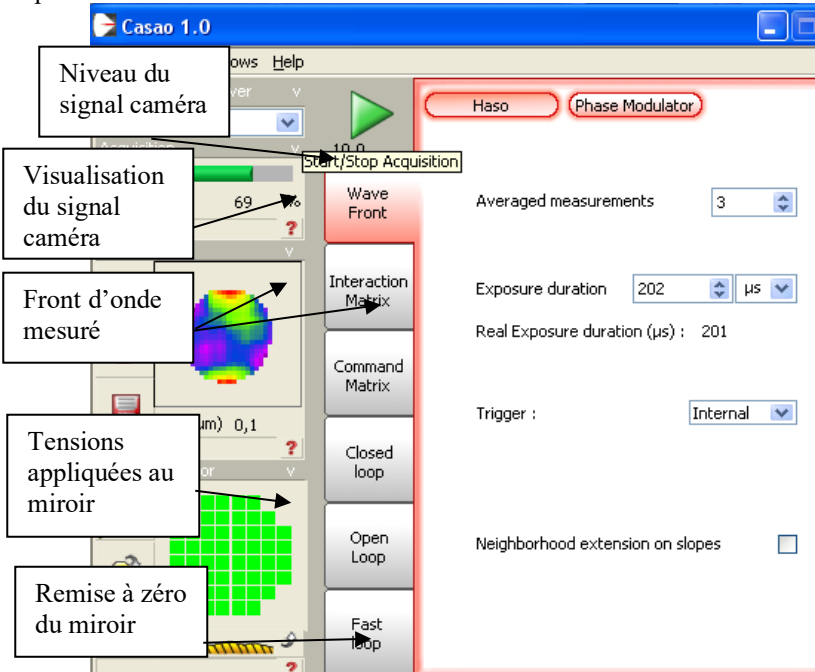 Casao 1.0
ows Help
Niveau du
signal caméra
ver
v
10.0
Haso
Phase Modulator
Acquisition
v
Start/Stop Acquisition
Visualisation
du signal
caméra
69 %
?
Wave
Front
Averaged measurements
3
v
Front d'onde
mesuré
Interaction
Matrix
Exposure duration
202
µs
Real Exposure duration (µs) : 201
Command
Matrix
µm) 0,1
?
Trigger :
Internal
Tensions
appliquées au
miroir
or
v
Closed
loop
Open
Loop
Neighborhood extension on slopes
Remise à zéro
du miroir
Fast
loop
?